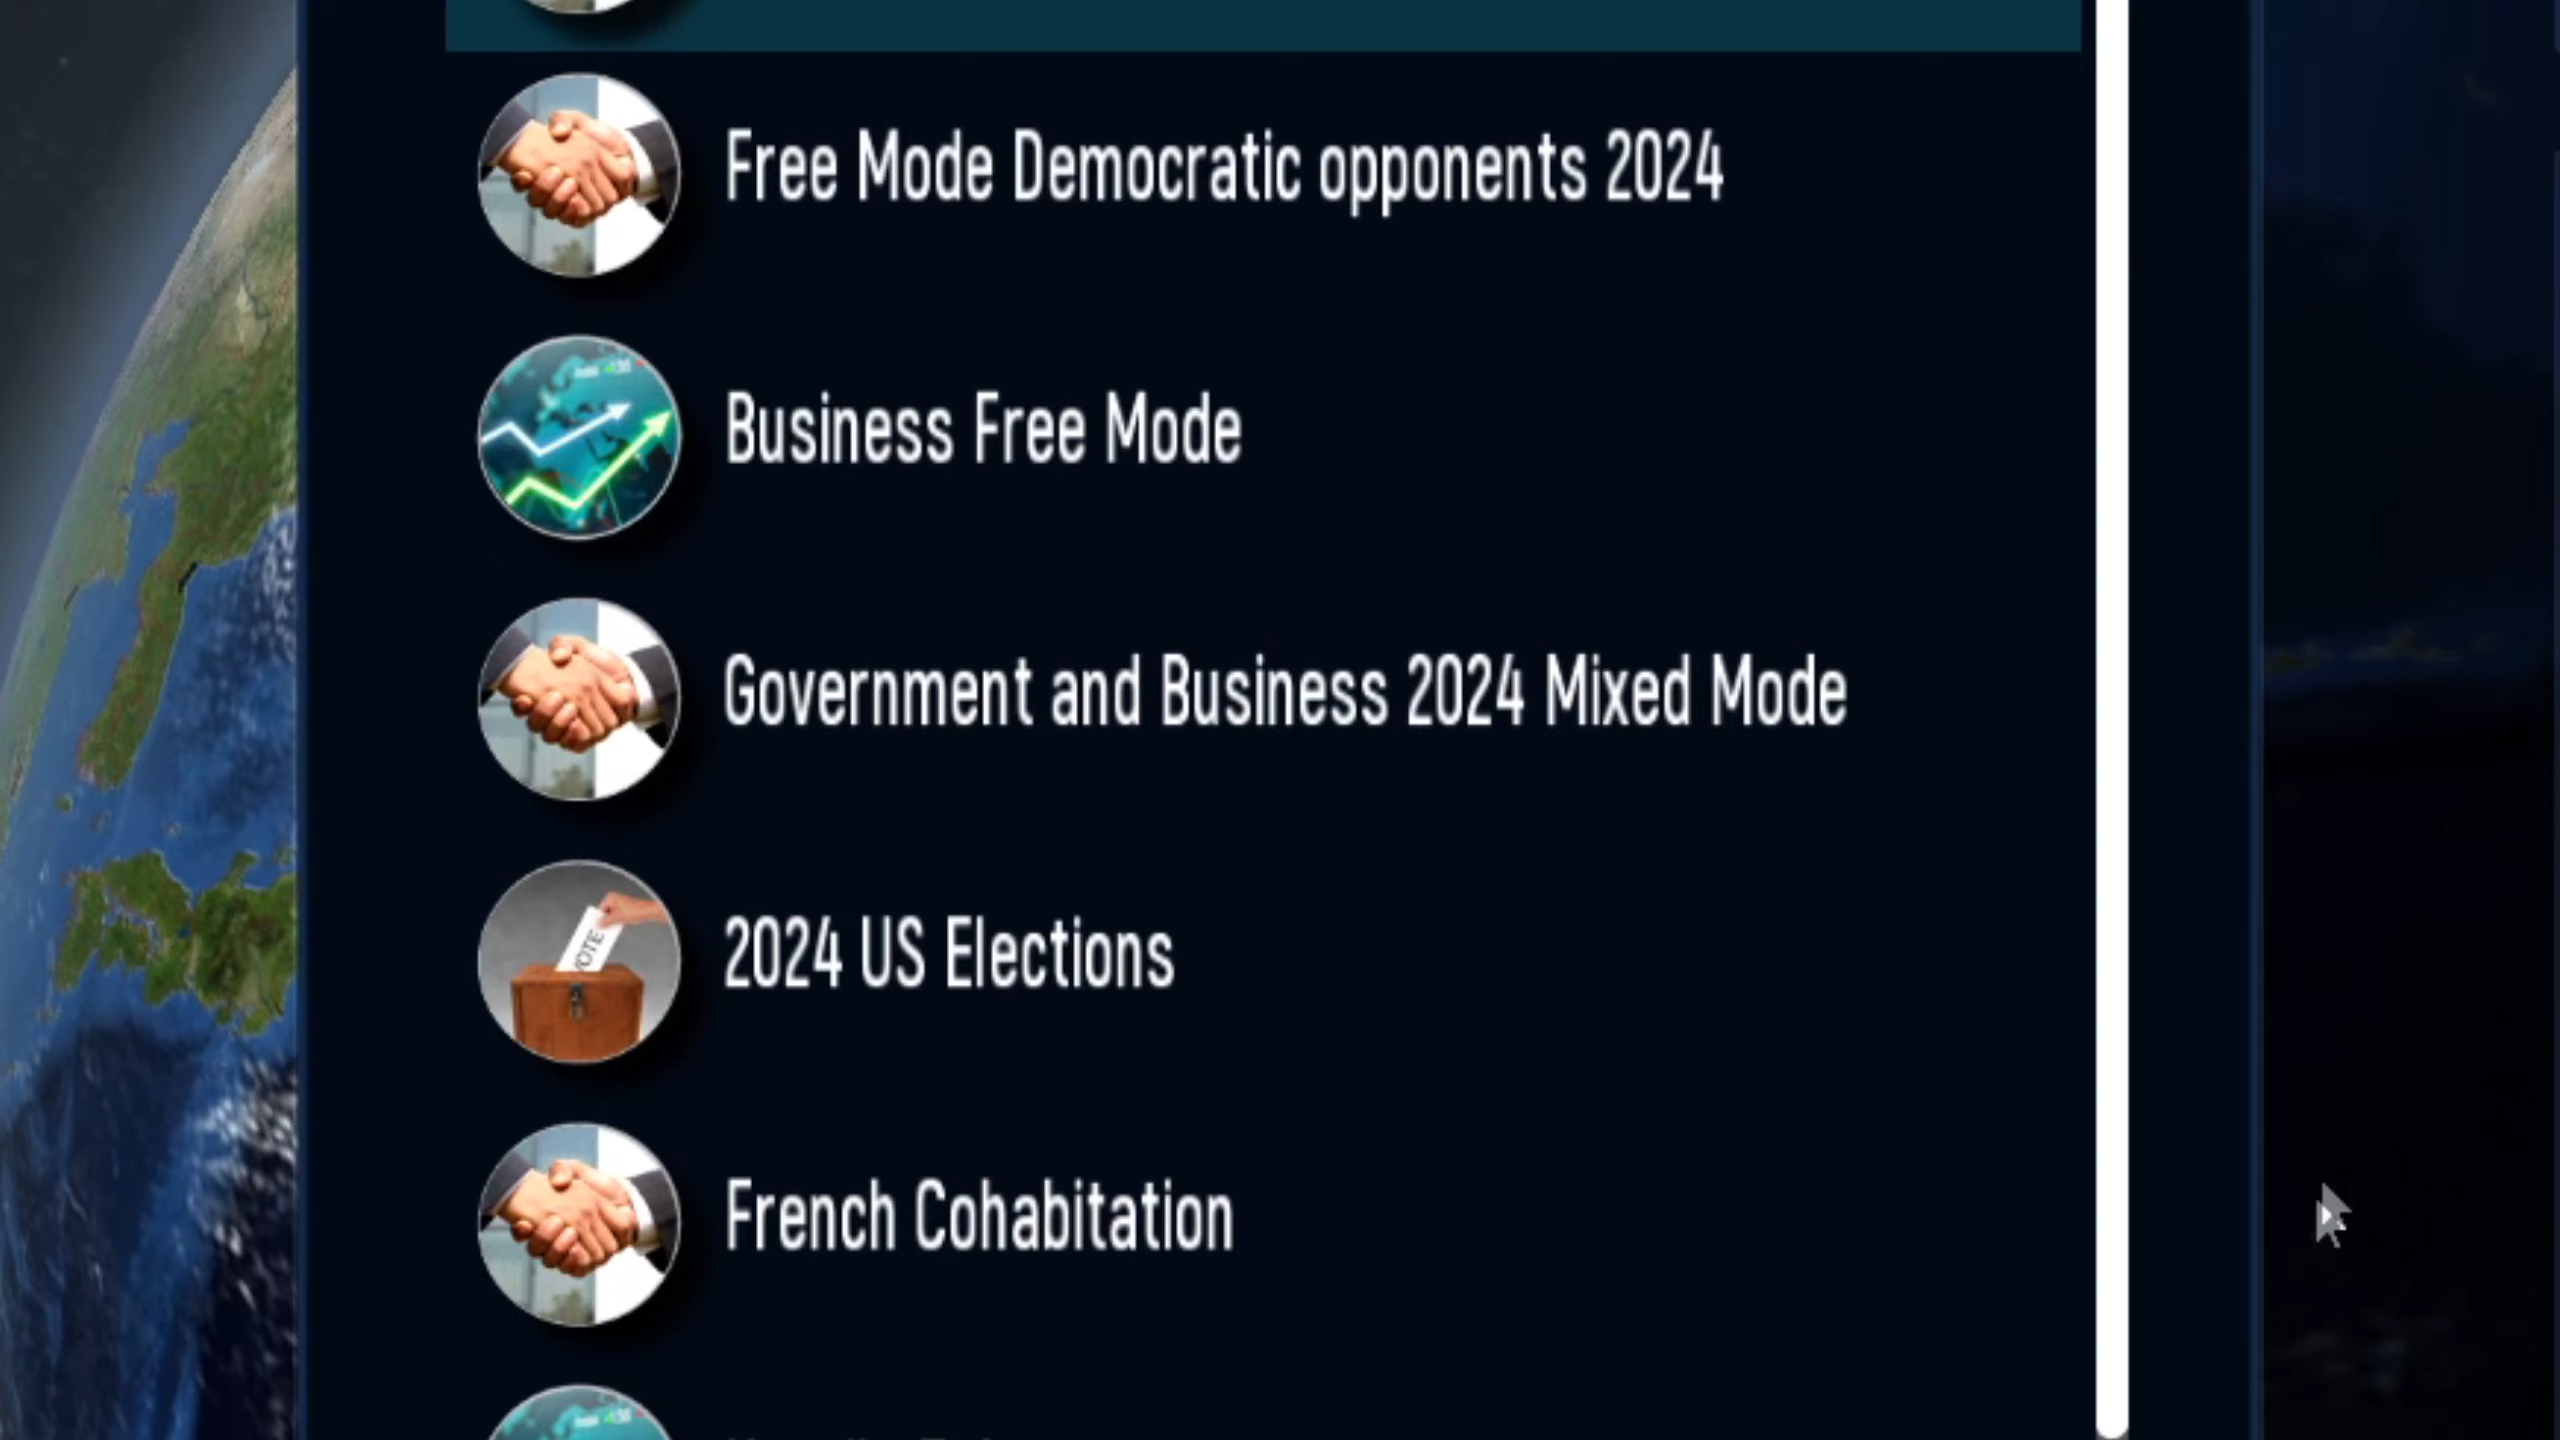 Free Mode Democratic opponents 2024
Business Free Mode
Government and Business 2024 Mixed Mode
2024 US Elections
VOTE
French Cohabitation